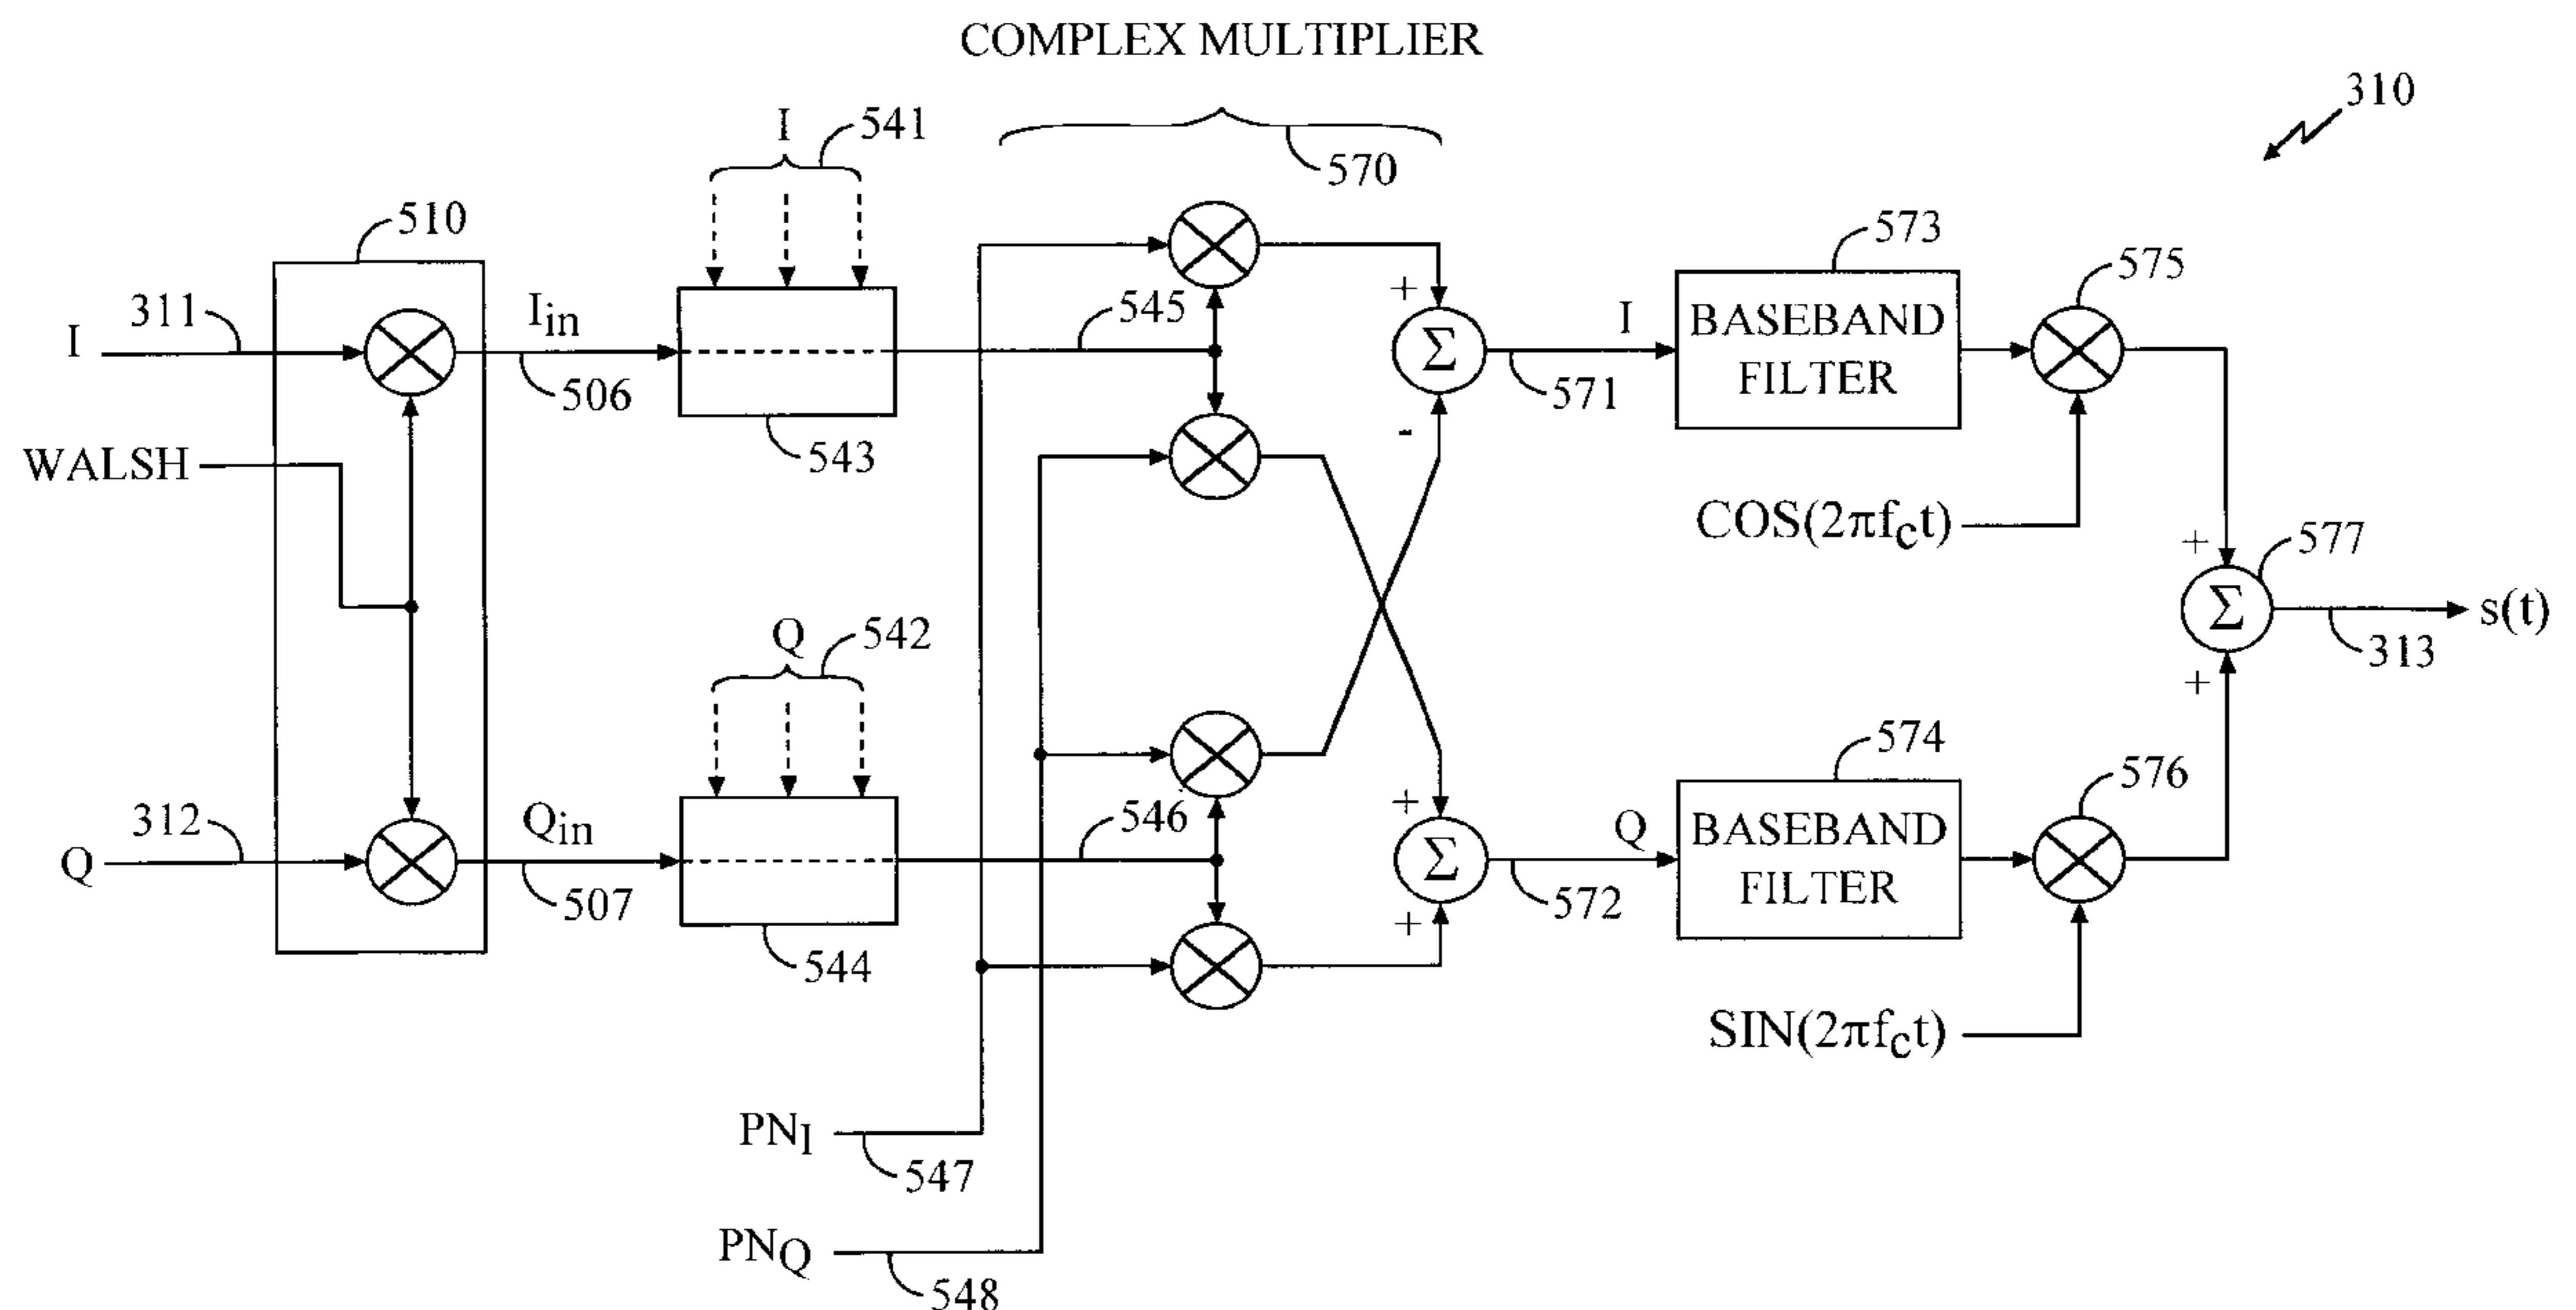 COMPLEX MULTIPLIER
310
I
541
570
510
573
575
I
311
Iin
506
543
545
+
Σ
-
I
571
BASEBAND
FILTER
WALSH
COS(2πfct)
+
577
Σ
s(t)
313
+
Q
542
574
576
Q
312
Qin
507
544
546
+
Σ
+
Q
572
BASEBAND
FILTER
SIN(2πfct)
PNI
547
PNQ
548